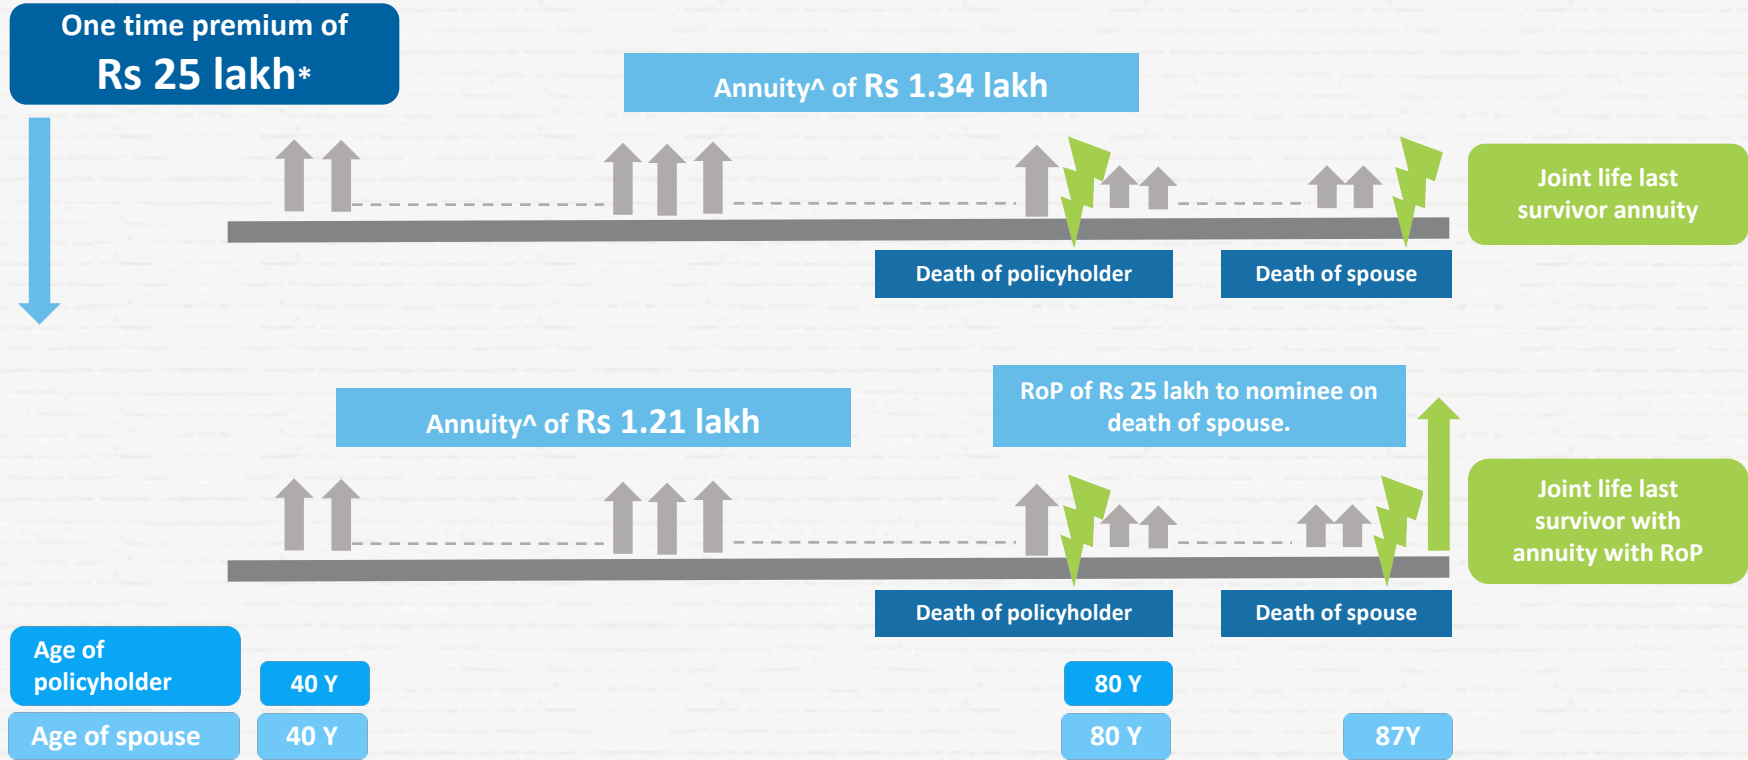 One time premium of
Rs 25 lakh*
Annuity^ of Rs 1.34 lakh
Joint life last
survivor annuity
Death of policyholder
Death of spouse
Annuity^ of Rs 1.21 lakh
RoP of Rs 25 lakh to nominee on
death of spouse.
Joint life last
survivor with
annuity with RoP
Death of policyholder
Death of spouse
Age of
policyholder
40 Y
80 Y
Age of spouse
40 Y
80 Y
87Y